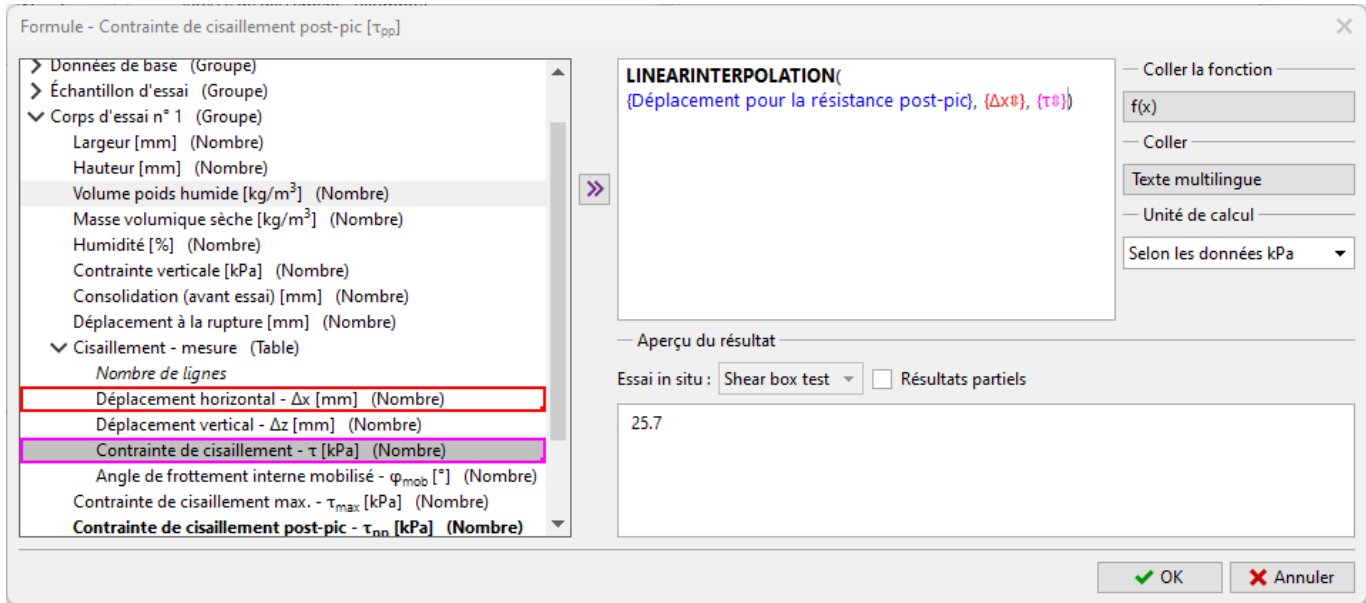 Formule - Contrainte de cisaillement post-pic [τpp]
Données de base (Groupe)
Échantillon d'essai (Groupe)
Corps d'essai n° 1 (Groupe)
Largeur [mm] (Nombre)
Hauteur [mm] (Nombre)
Volume poids humide [kg/m³] (Nombre)
Masse volumique sèche [kg/m³] (Nombre)
Humidité [%] (Nombre)
Contrainte verticale [kPa] (Nombre)
Consolidation (avant essai) [mm] (Nombre)
Déplacement à la rupture [mm] (Nombre)
Cisaillement - mesure (Table)
Nombre de lignes
Déplacement horizontal - Δx [mm] (Nombre)
Déplacement vertical - Δz [mm] (Nombre)
Contrainte de cisaillement - τ [kPa] (Nombre)
Angle de frottement interne mobilisé - φmob [°] (Nombre)
Contrainte de cisaillement max. - τmax [kPa] (Nombre)
Contrainte de cisaillement post-pic - τpp [kPa] (Nombre)
LINEARINTERPOLATION(
{Déplacement pour la résistance post-pic}, {Δx⇕}, {τ⇕})
Coller la fonction
f(x)
Coller
Texte multilingue
Unité de calcul
Selon les données kPa
Aperçu du résultat
Essai in situ : Shear box test Résultats partiels
25.7
OK Annuler